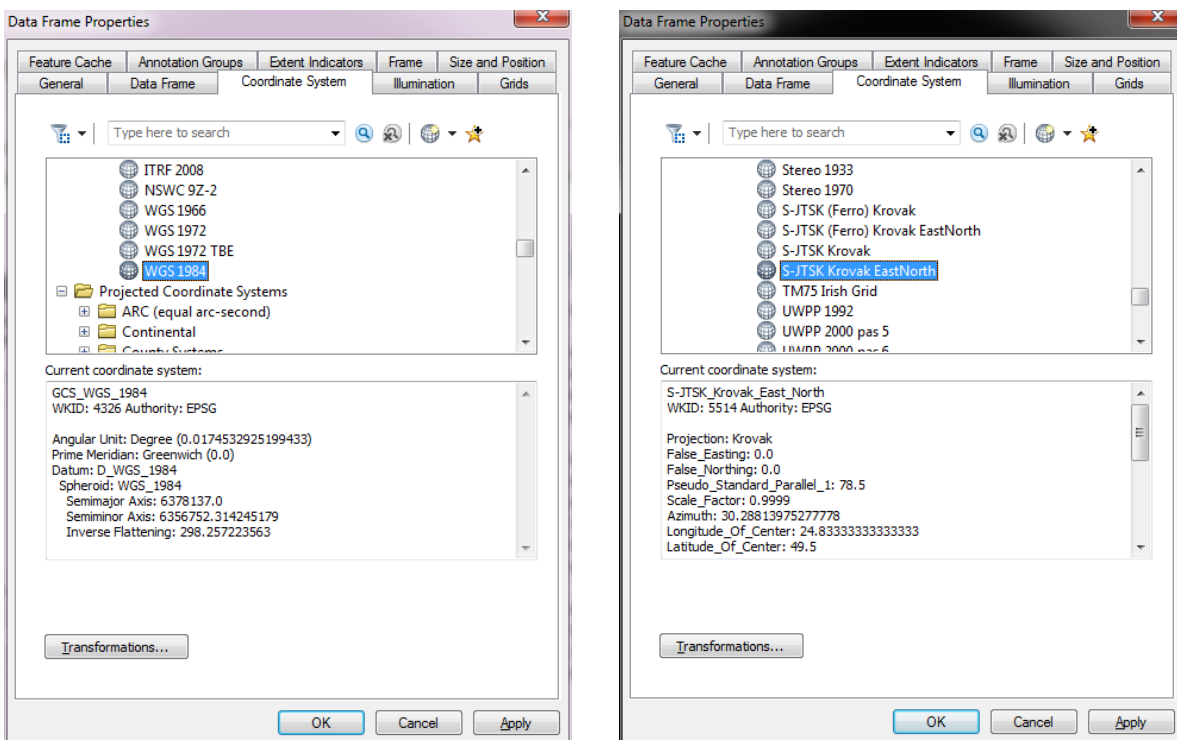 Data Frame Properties
Feature Cache Annotation Groups Extent Indicators Frame Size and Position
General Data Frame Coordinate System Illumination Grids
Type here to search
ITRF 2008
NSWC 9Z-2
WGS 1966
WGS 1972
WGS 1972 TBE
WGS 1984
Projected Coordinate Systems
ARC (equal arc-second)
Continental
County Systems
Current coordinate system:
GCS_WGS_1984
WKID: 4326 Authority: EPSG
Angular Unit: Degree (0.0174532925199433)
Prime Meridian: Greenwich (0.0)
Datum: D_WGS_1984
Spheroid: WGS_1984
Semimajor Axis: 6378137.0
Semiminor Axis: 6356752.314245179
Inverse Flattening: 298.257223563
Transformations...
OK Cancel Apply
Data Frame Properties
Feature Cache Annotation Groups Extent Indicators Frame Size and Position
General Data Frame Coordinate System Illumination Grids
Type here to search
Stereo 1933
Stereo 1970
S-JTSK (Ferro) Krovak
S-JTSK (Ferro) Krovak EastNorth
S-JTSK Krovak
S-JTSK Krovak EastNorth
TM75 Irish Grid
UWPP 1992
UWPP 2000 pas 5
UWPP 2000 pas 6
Current coordinate system:
S-JTSK_Krovak_East_North
WKID: 5514 Authority: EPSG
Projection: Krovak
False_Easting: 0.0
False_Northing: 0.0
Pseudo_Standard_Parallel_1: 78.5
Scale_Factor: 0.9999
Azimuth: 30.28813975277778
Longitude_Of_Center: 24.83333333333333
Latitude_Of_Center: 49.5
Transformations...
OK Cancel Apply